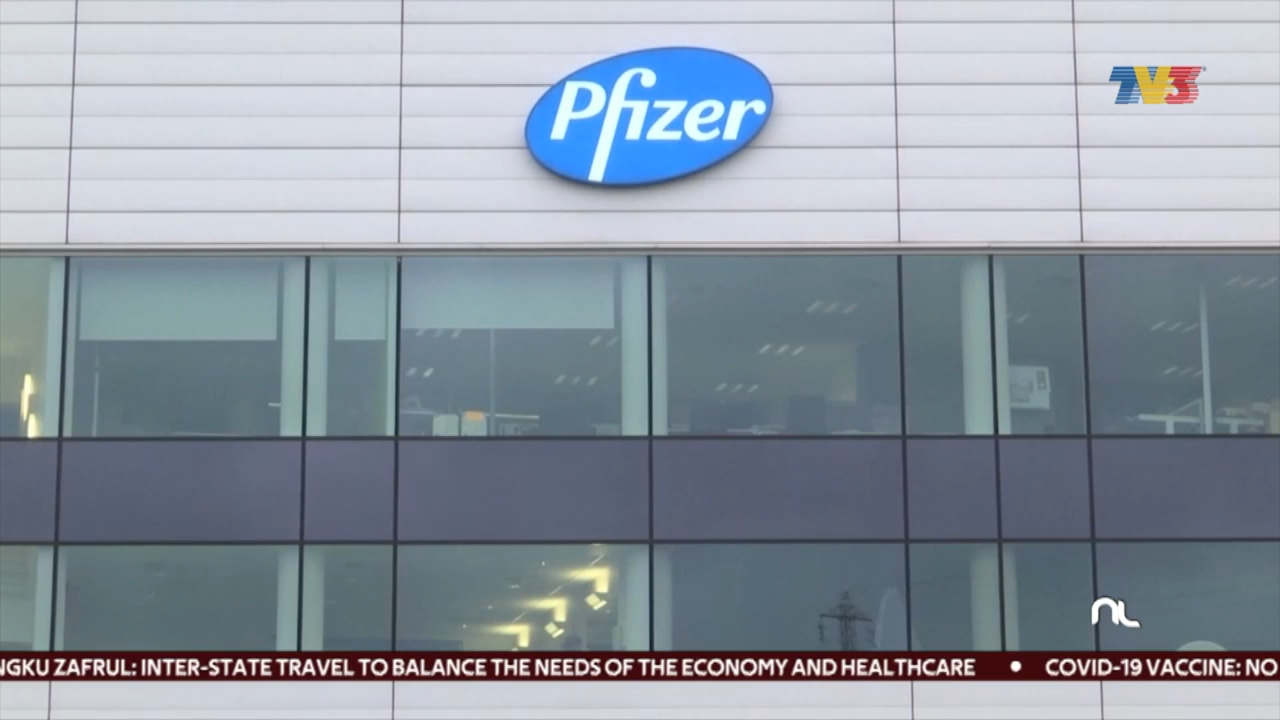 Pfizer
TV3
NL
NGKU ZAFRUL: INTER-STATE TRAVEL TO BALANCE THE NEEDS OF THE ECONOMY AND HEALTHCARE • COVID-19 VACCINE: NO